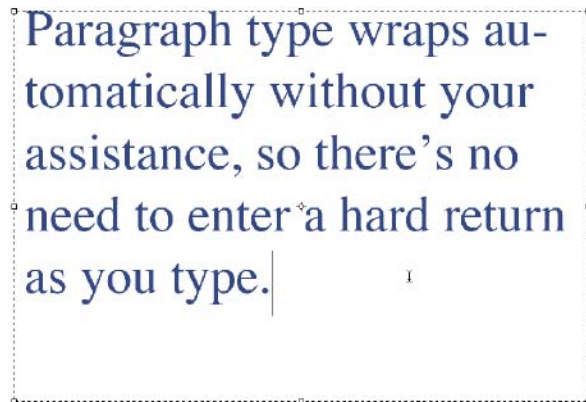 Paragraph type wraps au-
tomatically without your
assistance, so there’s no
need to enter a hard return
as you type.